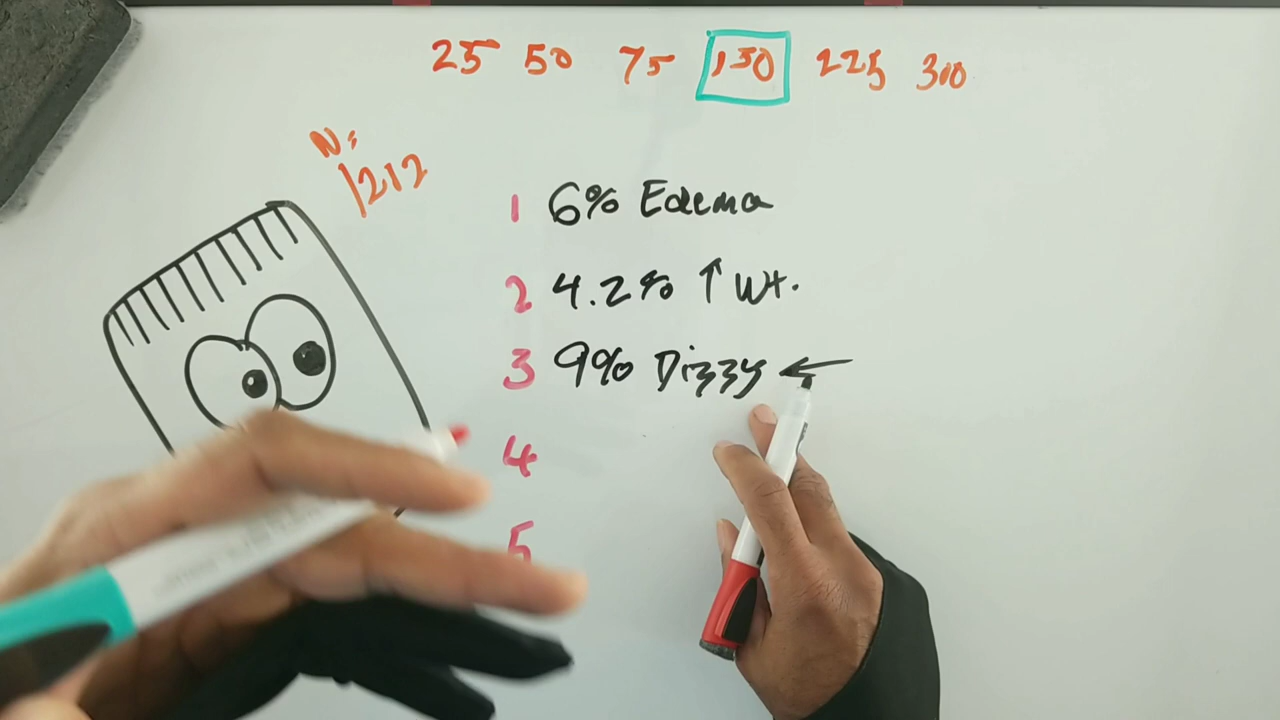 25 50 75 150 225 300
N:
1212
1 6% Edema
2 4.2% ↑ Wt.
3 9% Dizzy ←
4
5